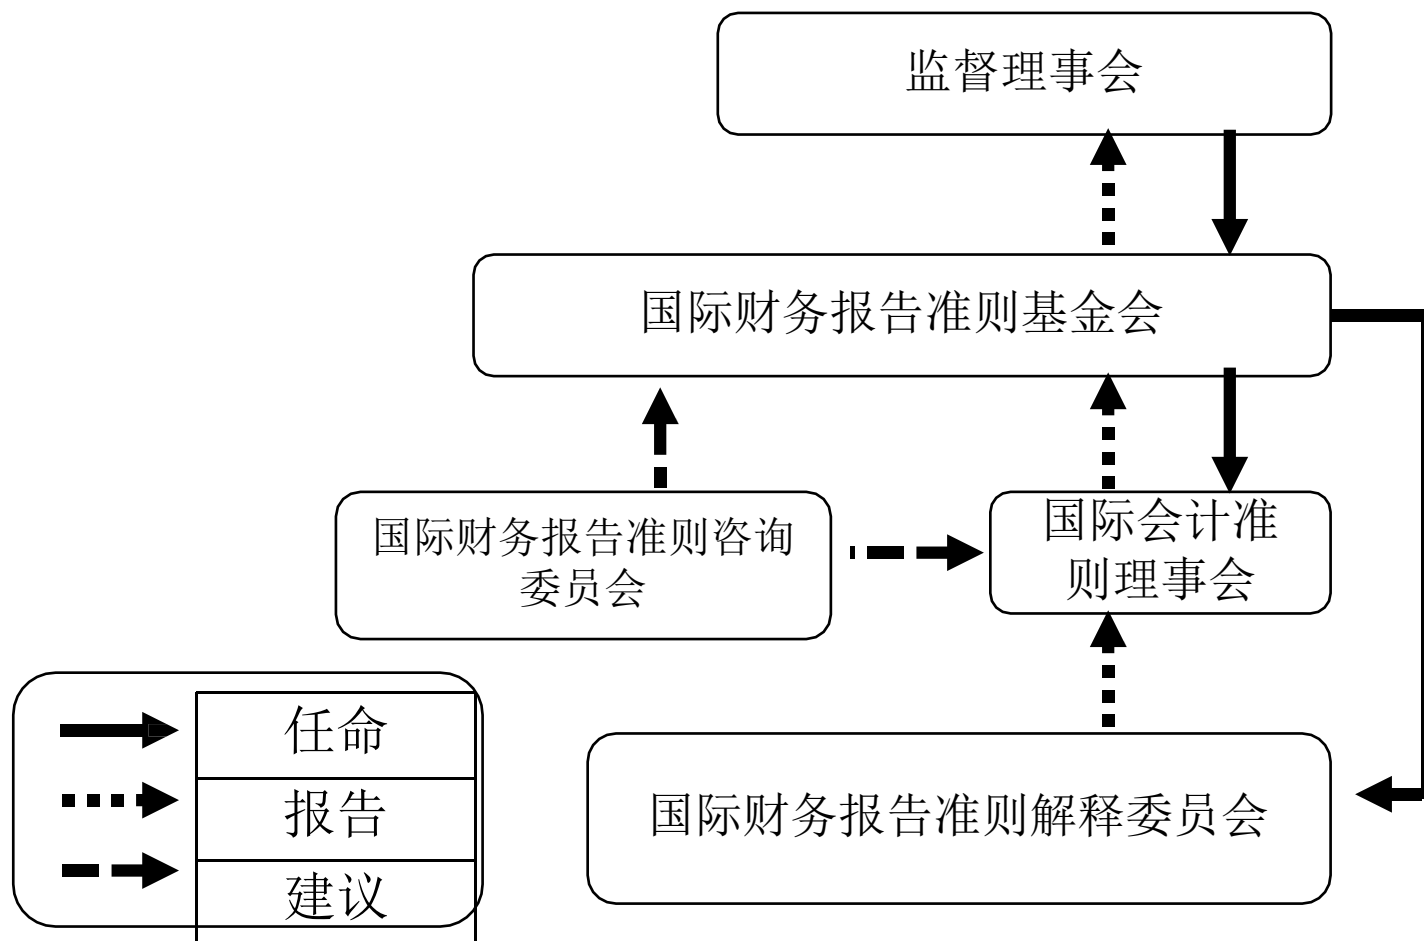 监督理事会
国际财务报告准则基金会
国际财务报告准则咨询
委员会
国际会计准
则理事会
国际财务报告准则解释委员会
任命
报告
建议